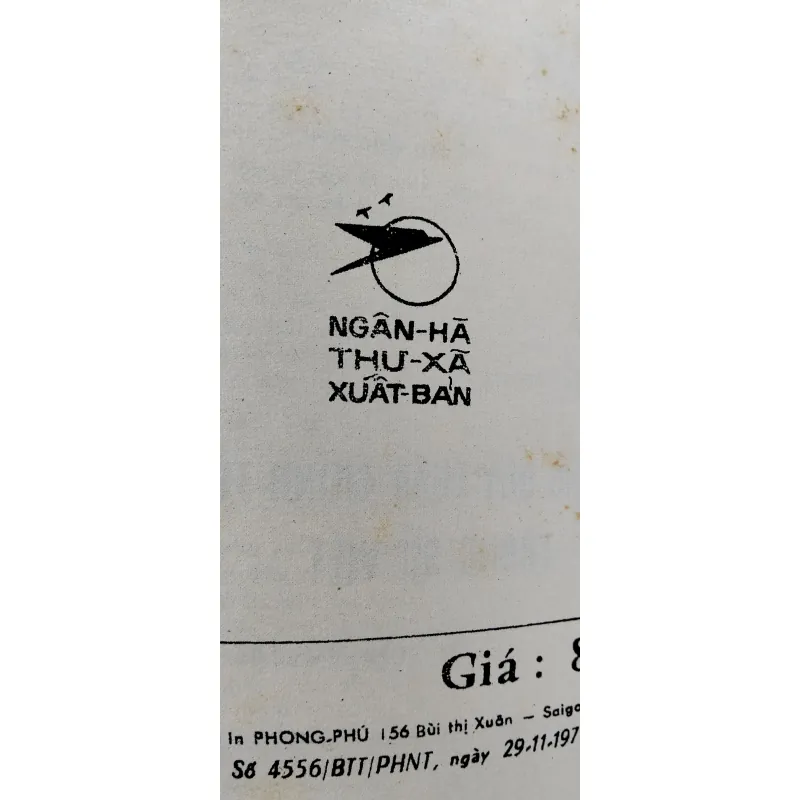 NGÂN-HÀ
THƯ-XÃ
XUẤT-BẢN
Giá : 8
In PHONG-PHÚ 156 Bùi thị Xuân – Saigo
Số 4556/BTT/PHNT, ngày 29-11-197